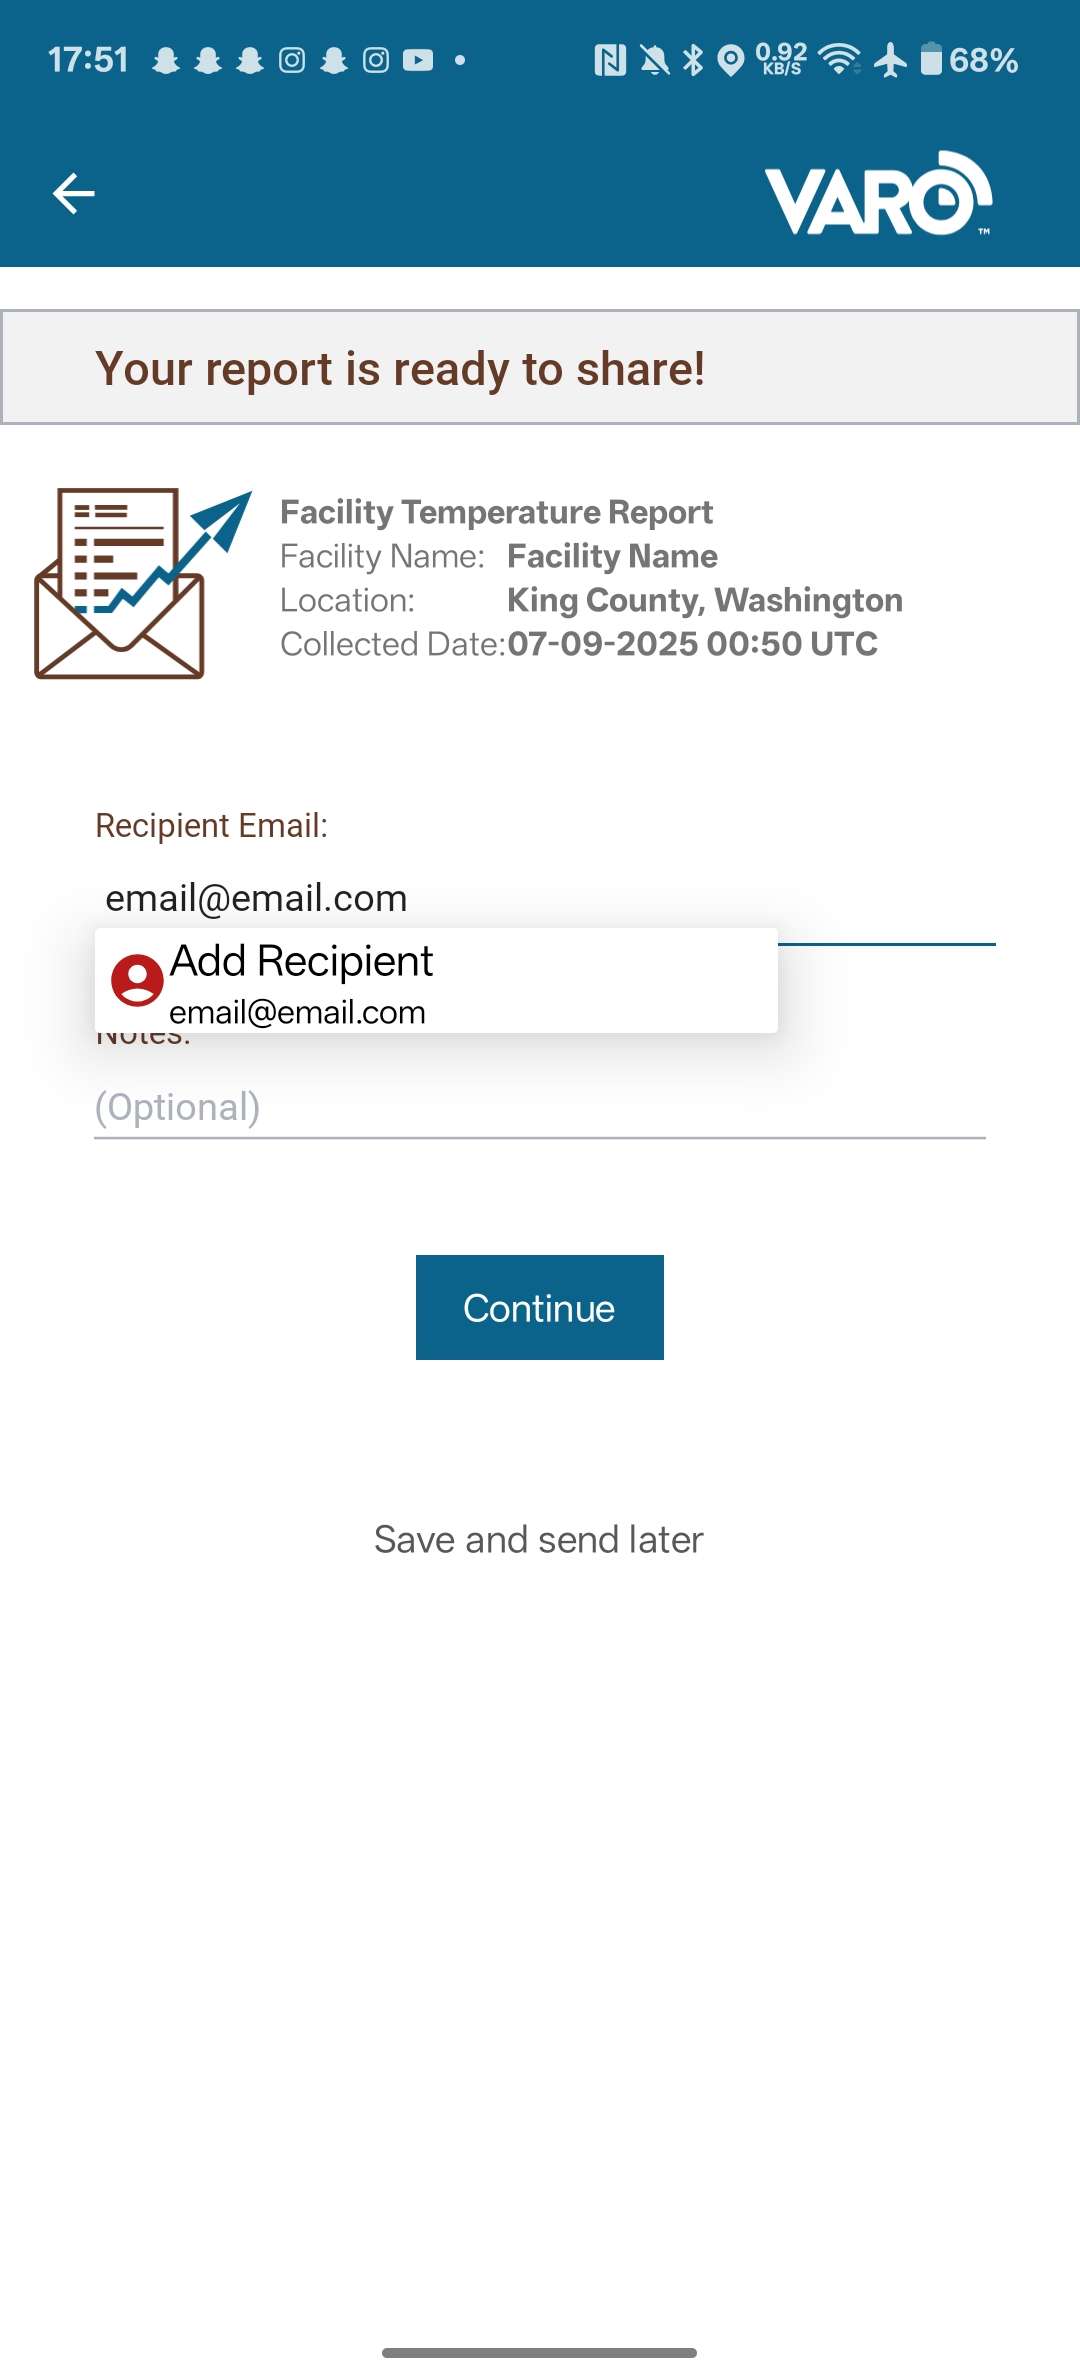 17:51 0.92 KB/S 68%
VARO™
Your report is ready to share!
Facility Temperature Report
Facility Name: Facility Name
Location: King County, Washington
Collected Date: 07-09-2025 00:50 UTC
Recipient Email:
email@email.com
Add Recipient
email@email.com
Notes:
(Optional)
Continue
Save and send later